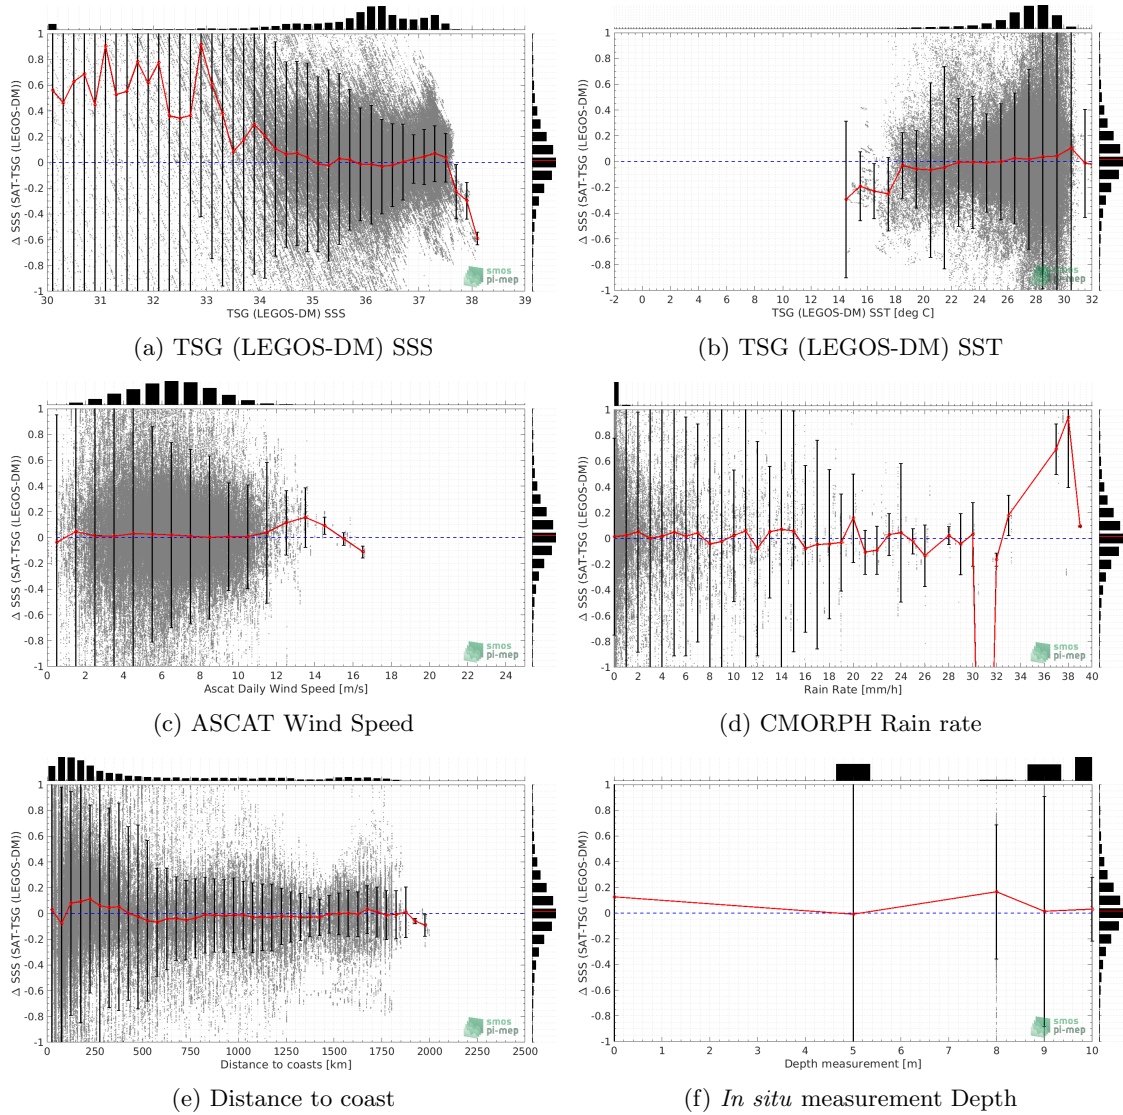 1
0.8
0.6
0.4
0.2
0
-0.2
-0.4
-0.6
-0.8
-1
Δ SSS (SAT-TSG (LEGOS-DM))
30 31 32 33 34 35 36 37 38 39
TSG (LEGOS-DM) SSS
smos
pi-mep
(a) TSG (LEGOS-DM) SSS
1
0.8
0.6
0.4
0.2
0
-0.2
-0.4
-0.6
-0.8
-1
Δ SSS (SAT-TSG (LEGOS-DM))
-2 0 2 4 6 8 10 12 14 16 18 20 22 24 26 28 30 32
TSG (LEGOS-DM) SST [deg C]
smos
pi-mep
(b) TSG (LEGOS-DM) SST
1
0.8
0.6
0.4
0.2
0
-0.2
-0.4
-0.6
-0.8
-1
Δ SSS (SAT-TSG (LEGOS-DM))
0 2 4 6 8 10 12 14 16 18 20 22 24
Ascat Daily Wind Speed [m/s]
smos
pi-mep
(c) ASCAT Wind Speed
1
0.8
0.6
0.4
0.2
0
-0.2
-0.4
-0.6
-0.8
-1
Δ SSS (SAT-TSG (LEGOS-DM))
0 2 4 6 8 10 12 14 16 18 20 22 24 26 28 30 32 34 36 38 40
Rain Rate [mm/h]
smos
pi-mep
(d) CMORPH Rain rate
1
0.8
0.6
0.4
0.2
0
-0.2
-0.4
-0.6
-0.8
-1
Δ SSS (SAT-TSG (LEGOS-DM))
0 250 500 750 1000 1250 1500 1750 2000 2250 2500
Distance to coasts [km]
smos
pi-mep
(e) Distance to coast
1
0.8
0.6
0.4
0.2
0
-0.2
-0.4
-0.6
-0.8
-1
Δ SSS (SAT-TSG (LEGOS-DM))
0 1 2 3 4 5 6 7 8 9 10
Depth measurement [m]
smos
pi-mep
(f) In situ measurement Depth